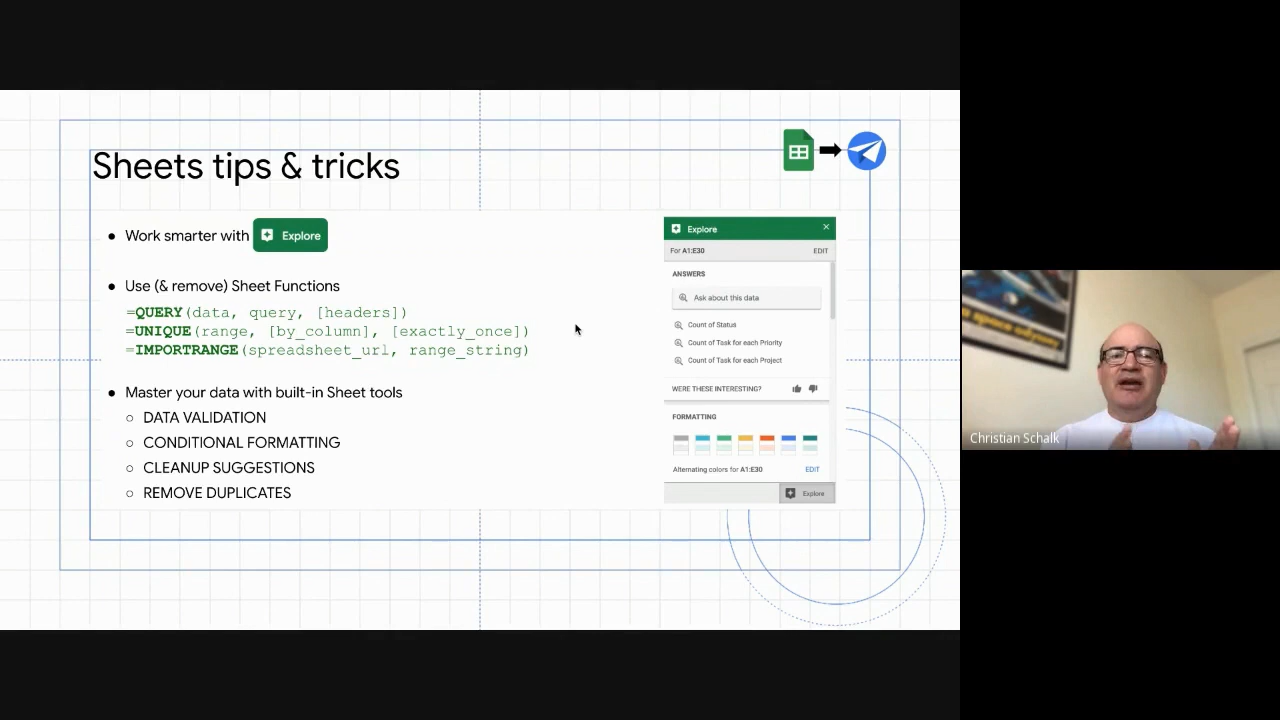 Sheets tips & tricks
● Work smarter with Explore
● Use (& remove) Sheet Functions
=QUERY(data, query, [headers])
=UNIQUE(range, [by_column], [exactly_once])
=IMPORTRANGE(spreadsheet_url, range_string)
● Master your data with built-in Sheet tools
○ DATA VALIDATION
○ CONDITIONAL FORMATTING
○ CLEANUP SUGGESTIONS
○ REMOVE DUPLICATES
Explore ×
For A1:E30 EDIT
ANSWERS
Ask about this data
Count of Status
Count of Task for each Priority
Count of Task for each Project
WERE THESE INTERESTING?
FORMATTING
Alternating colors for A1:E30 EDIT
Explore
space odyssey
Christian Schalk